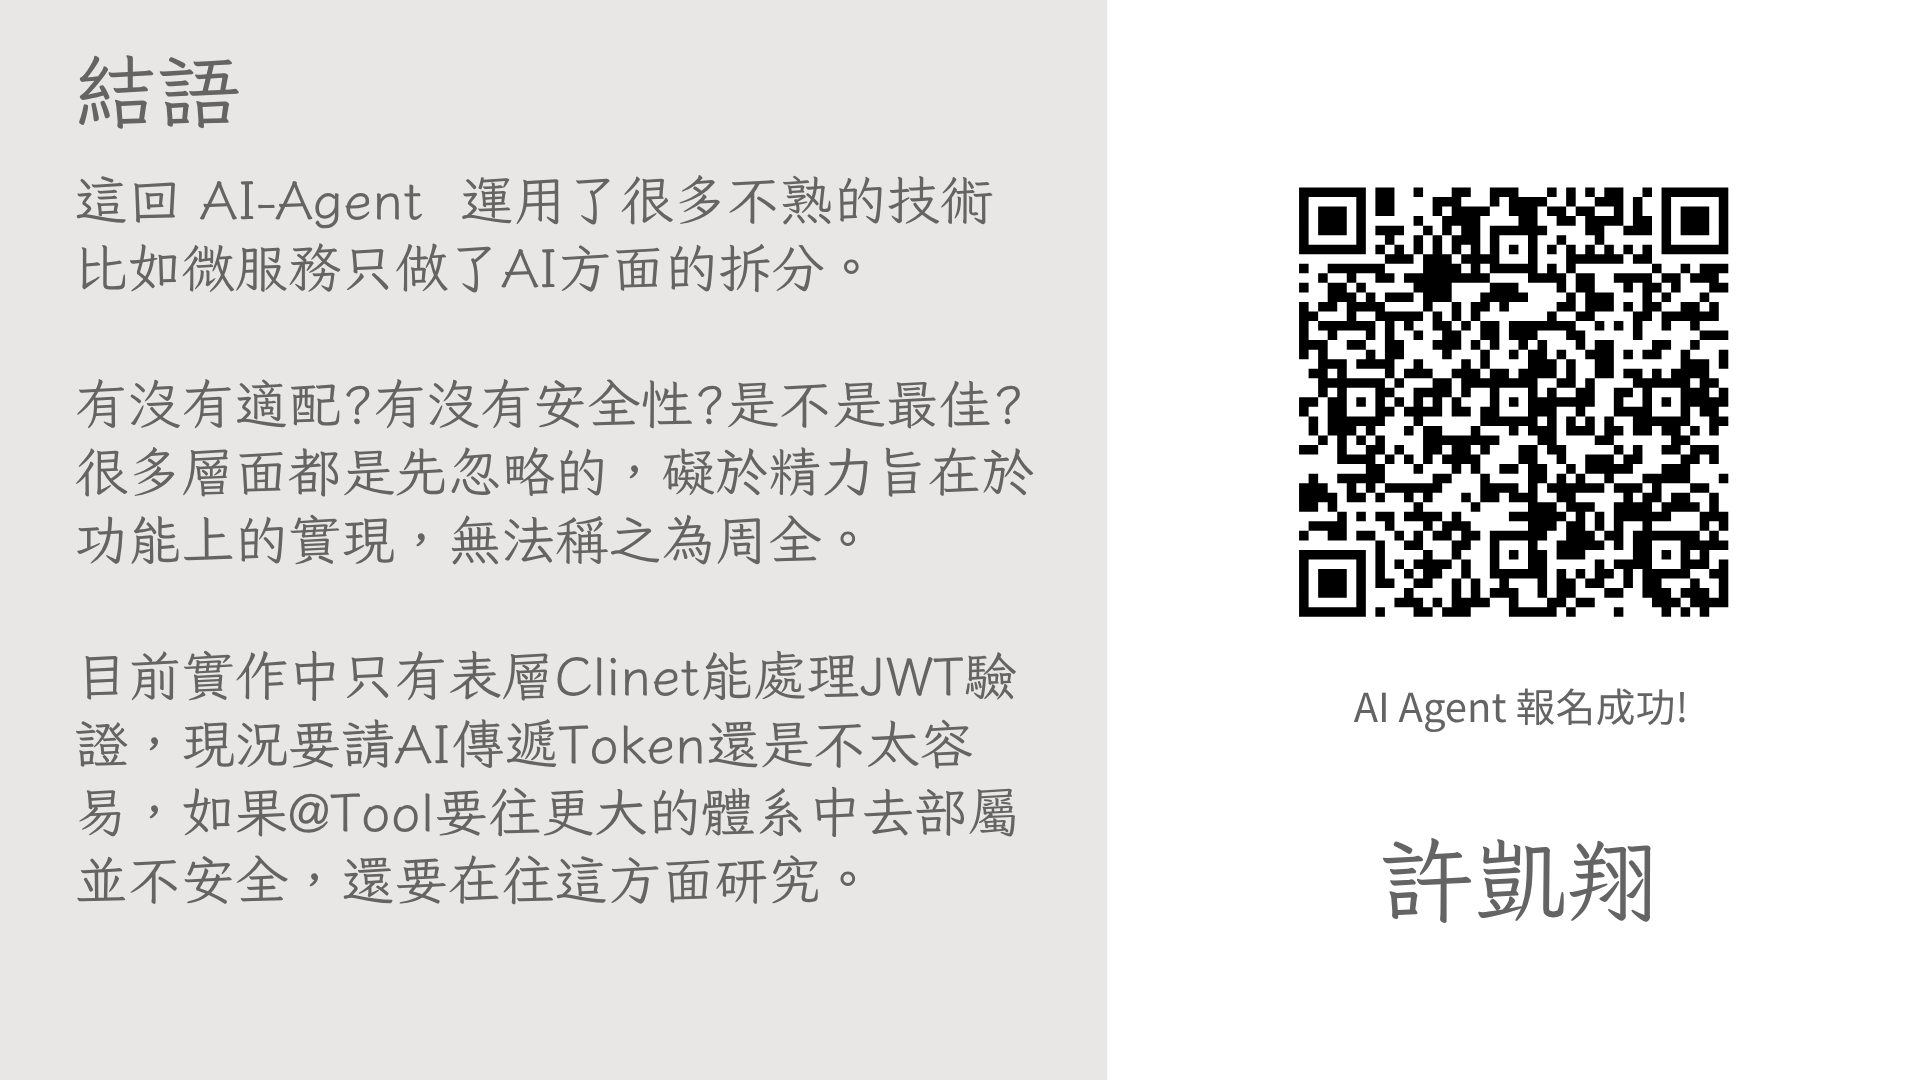 結語
這回 AI-Agent 運用了很多不熟的技術
比如微服務只做了AI方面的拆分。
有沒有適配?有沒有安全性?是不是最佳?
很多層面都是先忽略的，礙於精力旨在於
功能上的實現，無法稱之為周全。
目前實作中只有表層Clinet能處理JWT驗
證，現況要請AI傳遞Token還是不太容
易，如果@Tool要往更大的體系中去部屬
並不安全，還要在往這方面研究。
AI Agent 報名成功!
許凱翔